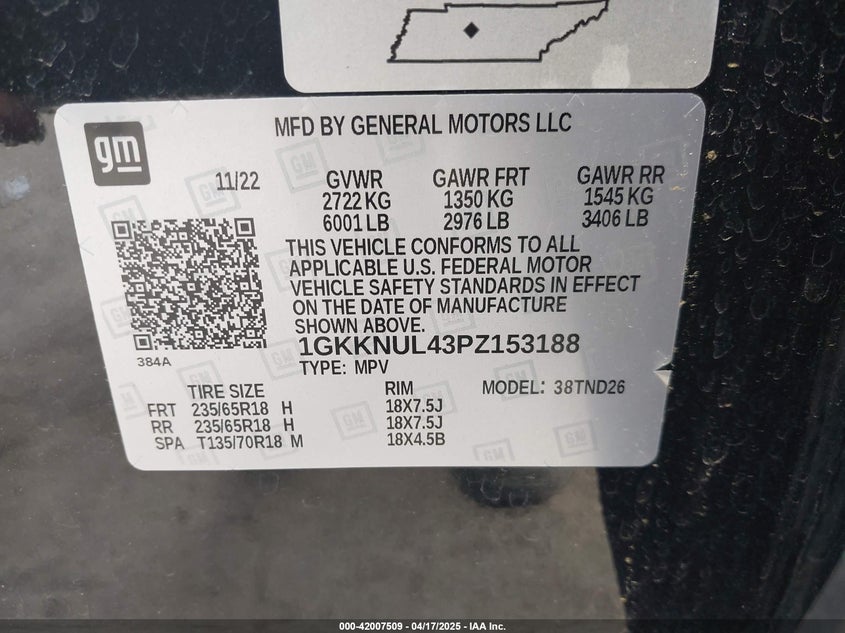 gm
MFD BY GENERAL MOTORS LLC
11/22
GVWR GAWR FRT GAWR RR
2722 KG 1350 KG 1545 KG
6001 LB 2976 LB 3406 LB
THIS VEHICLE CONFORMS TO ALL
APPLICABLE U.S. FEDERAL MOTOR
VEHICLE SAFETY STANDARDS IN EFFECT
ON THE DATE OF MANUFACTURE
SHOWN ABOVE.
384A
1GKKNUL43PZ153188
TYPE: MPV
TIRE SIZE RIM MODEL: 38TND26
FRT 235/65R18 H 18X7.5J
RR 235/65R18 H 18X7.5J
SPA T135/70R18 M 18X4.5B
000-42007509 - 04/17/2025 - IAA Inc.